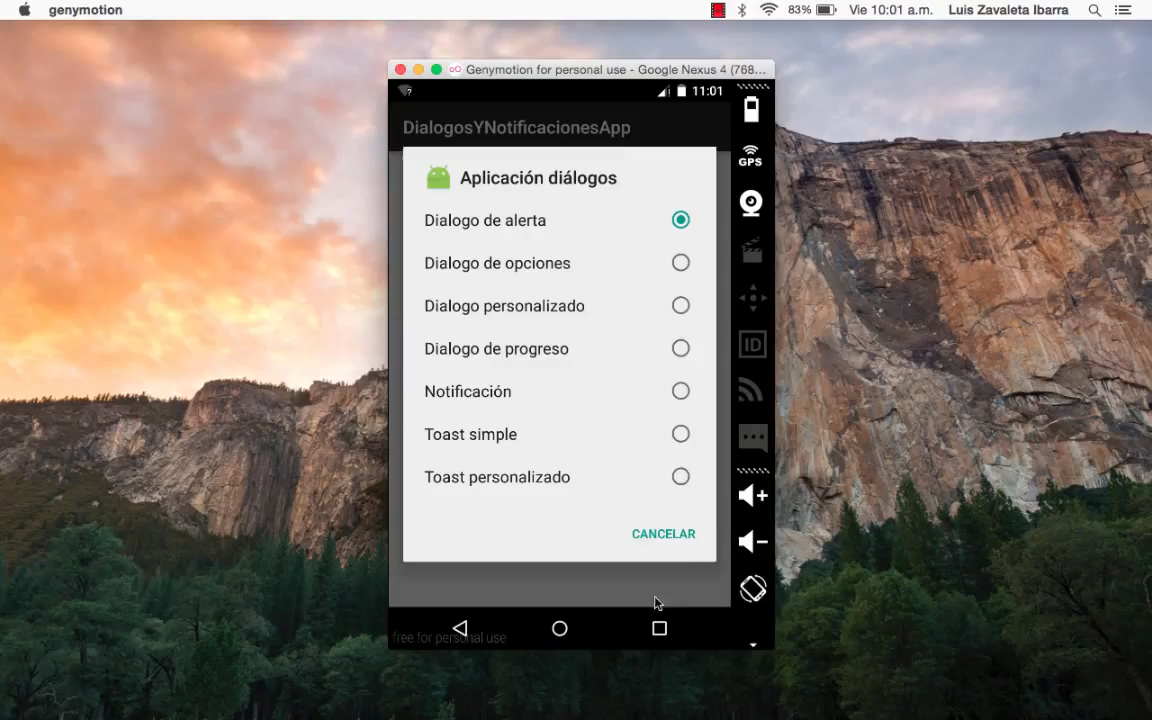 genymotion
83%
Vie 10:01 a.m.
Luis Zavaleta Ibarra
Genymotion for personal use - Google Nexus 4 (768...
11:01
DialogosYNotificacionesApp
GPS
Aplicación diálogos
Dialogo de alerta
Dialogo de opciones
Dialogo personalizado
ID
Dialogo de progreso
Notificación
Toast simple
Toast personalizado
CANCELAR
free for personal use